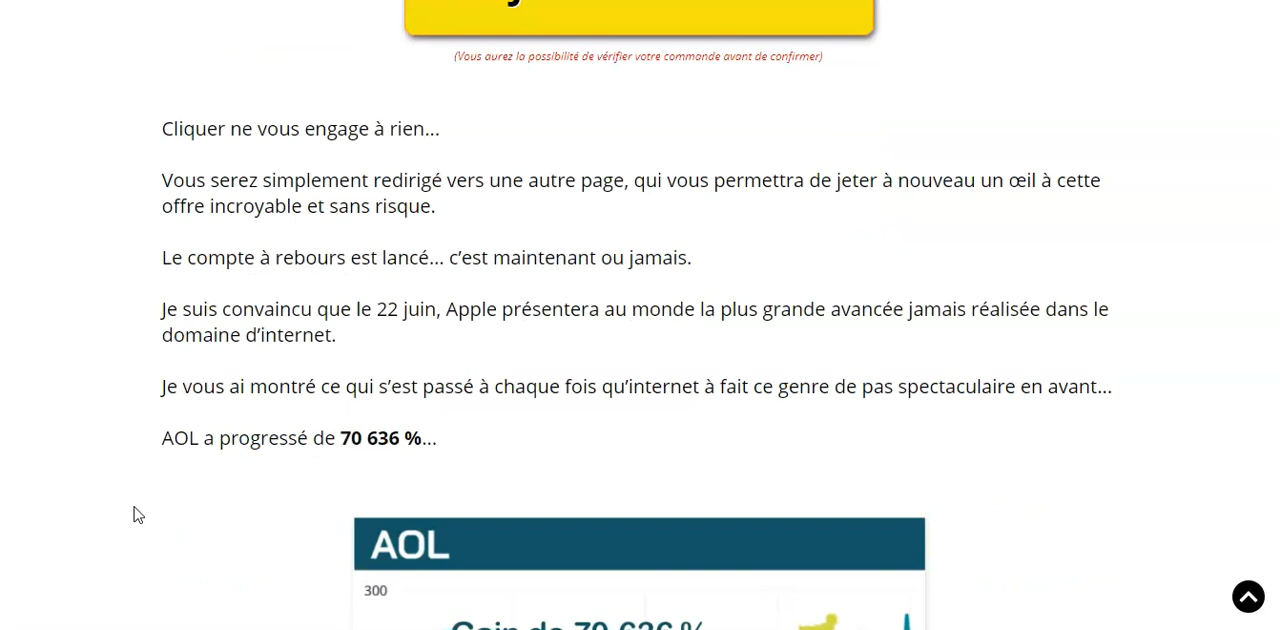 (Vous aurez la possibilité de vérifier votre commande avant de confirmer)
Cliquer ne vous engage à rien...
Vous serez simplement redirigé vers une autre page, qui vous permettra de jeter à nouveau un œil à cette
offre incroyable et sans risque.
Le compte à rebours est lancé... c’est maintenant ou jamais.
Je suis convaincu que le 22 juin, Apple présentera au monde la plus grande avancée jamais réalisée dans le
domaine d’internet.
Je vous ai montré ce qui s’est passé à chaque fois qu’internet à fait ce genre de pas spectaculaire en avant...
AOL a progressé de 70 636 %...
AOL
300
Gain de 70 636 %